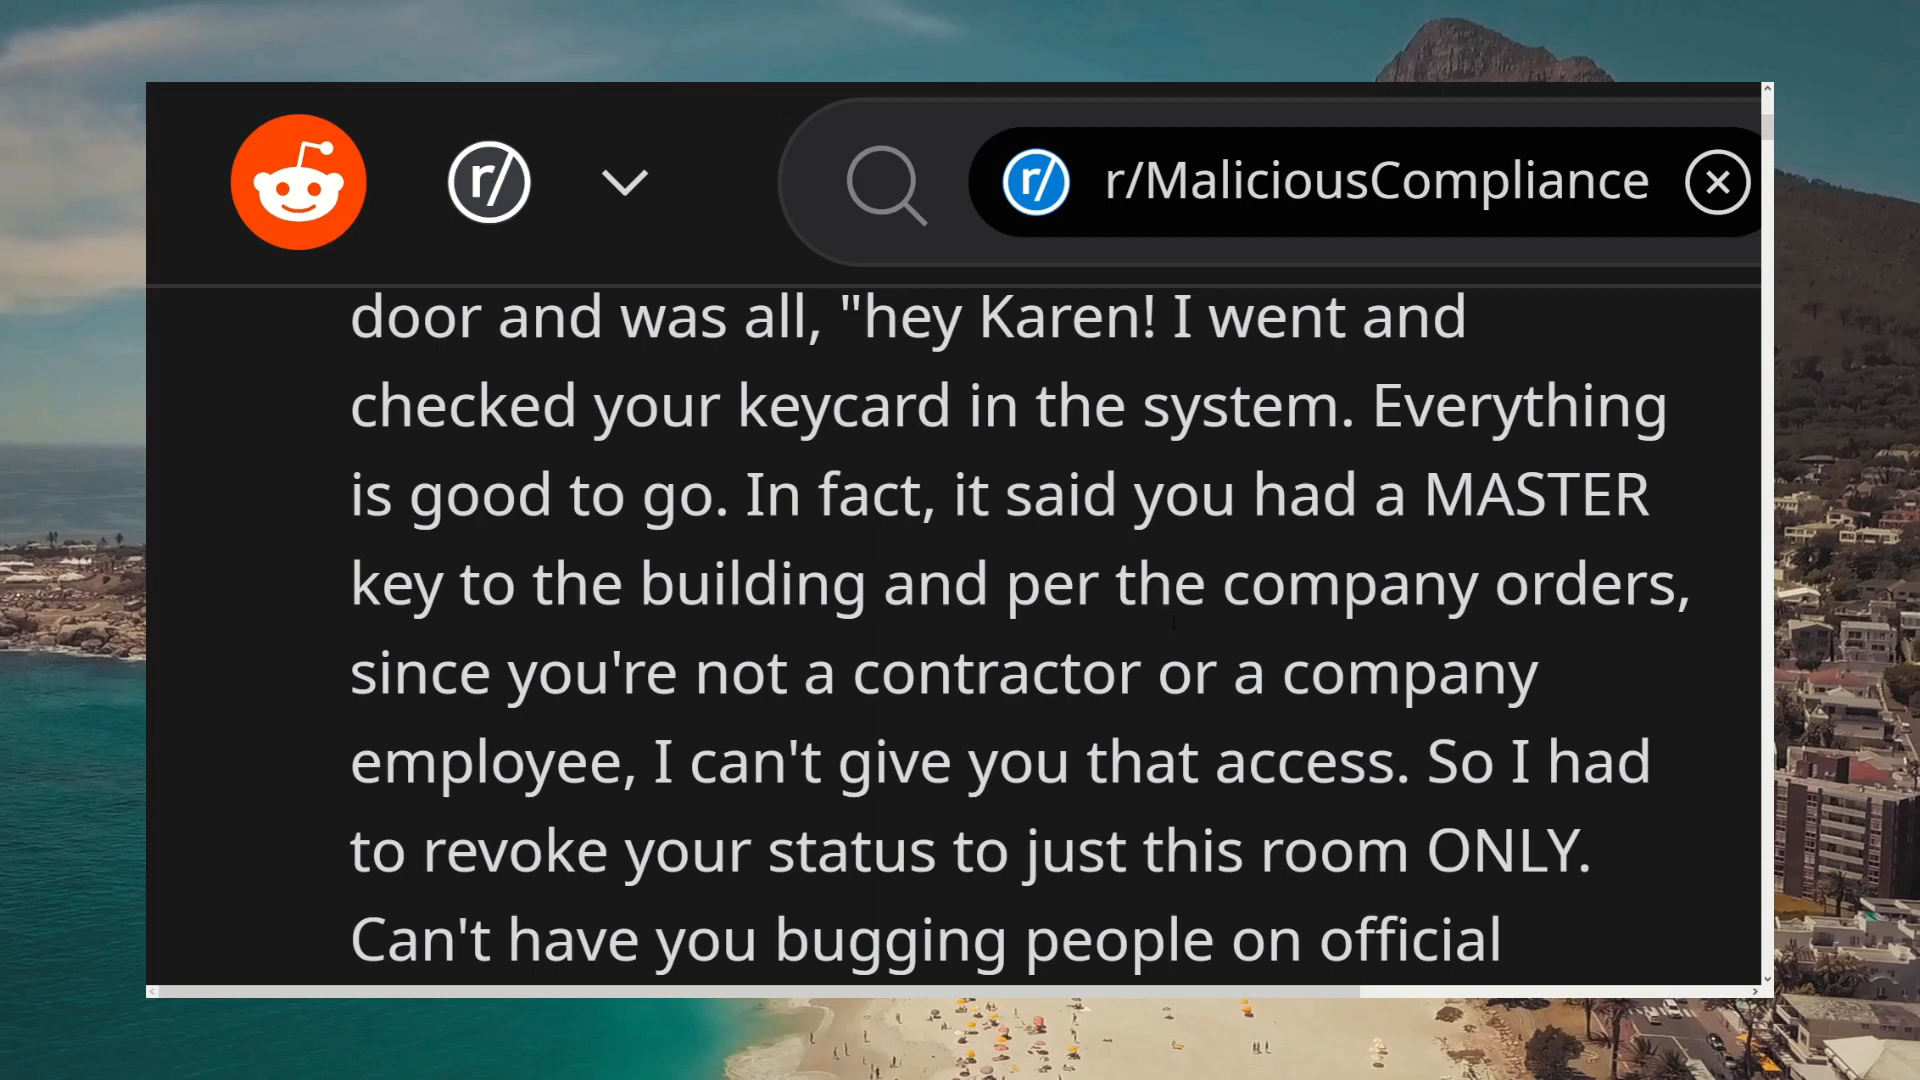 r/
r/ r/MaliciousCompliance
door and was all, "hey Karen! I went and
checked your keycard in the system. Everything
is good to go. In fact, it said you had a MASTER
key to the building and per the company orders,
since you're not a contractor or a company
employee, I can't give you that access. So I had
to revoke your status to just this room ONLY.
Can't have you bugging people on official